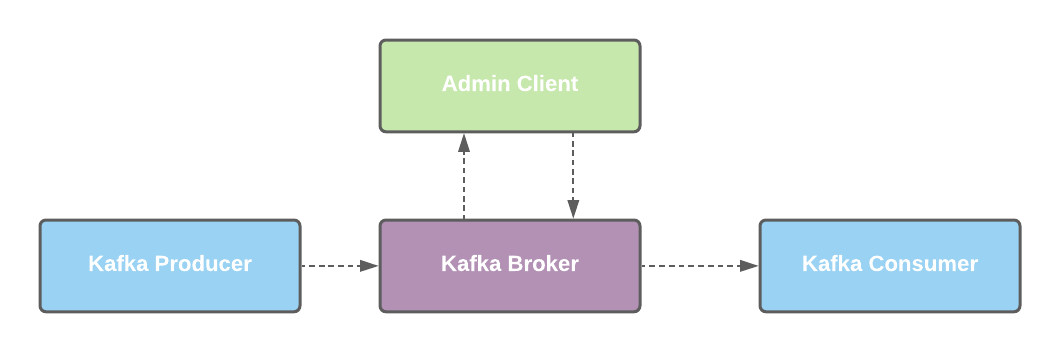 Admin Client
Kafka Producer
Kafka Broker
Kafka Consumer